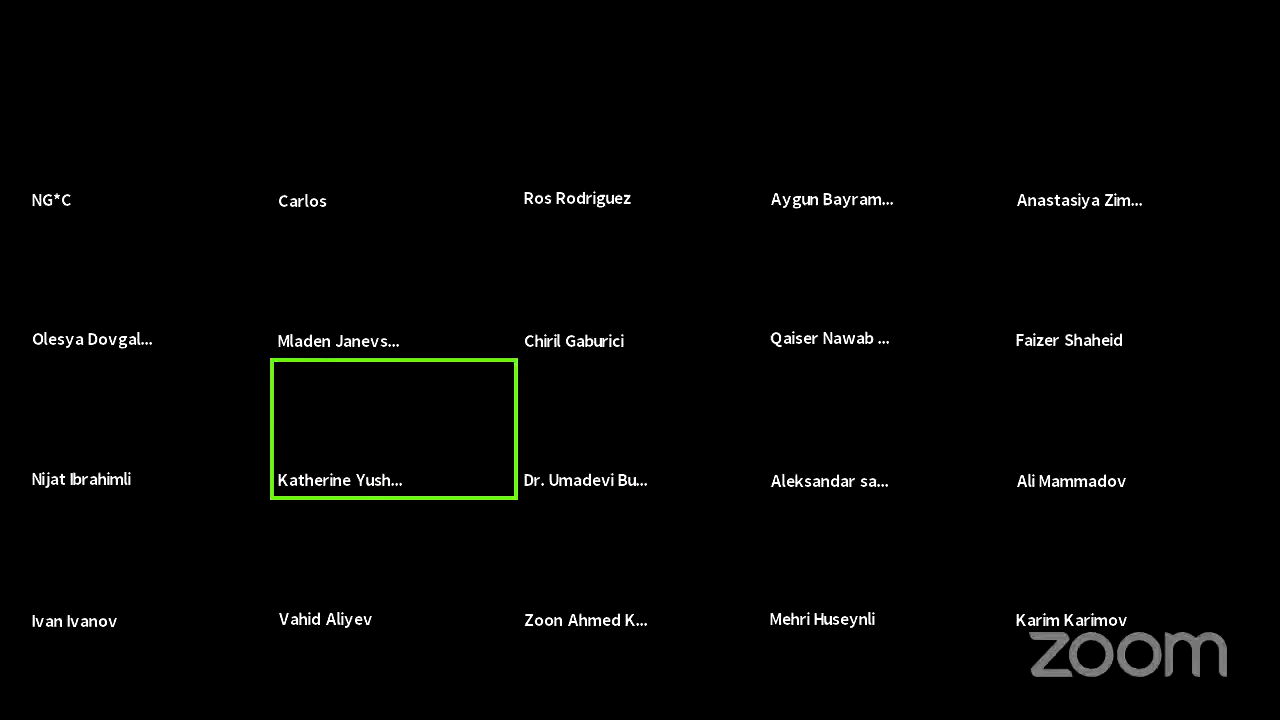 NG*C
Carlos
Ros Rodriguez
Aygun Bayram...
Anastasiya Zim...
Olesya Dovgal...
Mladen Janevs...
Chiril Gaburici
Qaiser Nawab ...
Faizer Shaheid
Nijat Ibrahimli
Katherine Yush...
Dr. Umadevi Bu...
Aleksandar sa...
Ali Mammadov
Ivan Ivanov
Vahid Aliyev
Zoon Ahmed K...
Mehri Huseynli
Karim Karimov
zoom